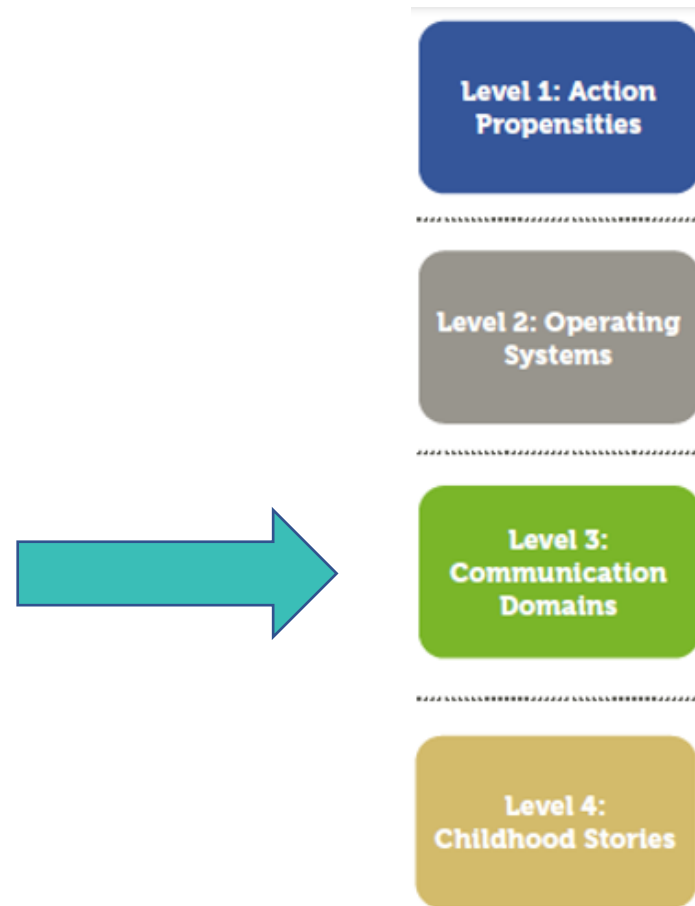 Level 1: Action
Propensities
Level 2: Operating
Systems
Level 3:
Communication
Domains
Level 4:
Childhood Stories